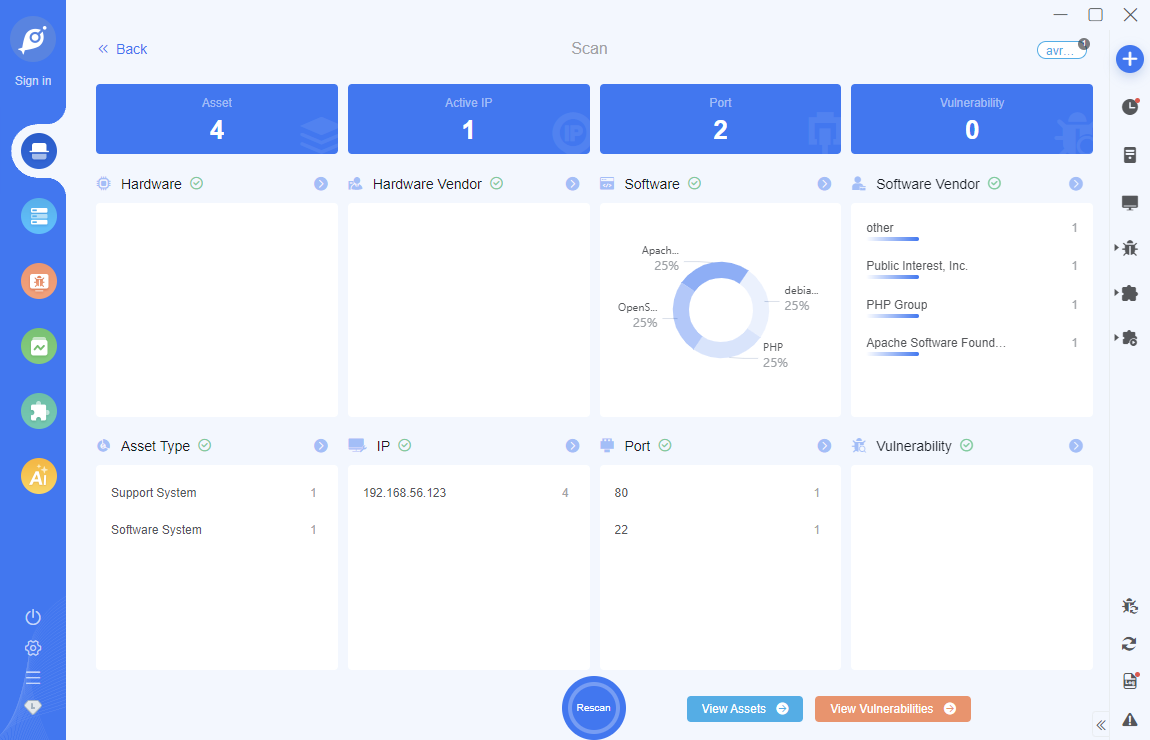 Sign in
Back
Scan
avr...
1
Asset
4
Active IP
1
IP
Port
2
Vulnerability
0
Hardware
Hardware Vendor
Software
Software Vendor
Apach...
25%
debia...
25%
OpenS...
25%
PHP
25%
other 1
Public Interest, Inc. 1
PHP Group 1
Apache Software Found... 1
Asset Type
IP
Port
Vulnerability
Support System 1
Software System 1
192.168.56.123 4
80 1
22 1
Ai
L
Rescan
View Assets
View Vulnerabilities
LOG